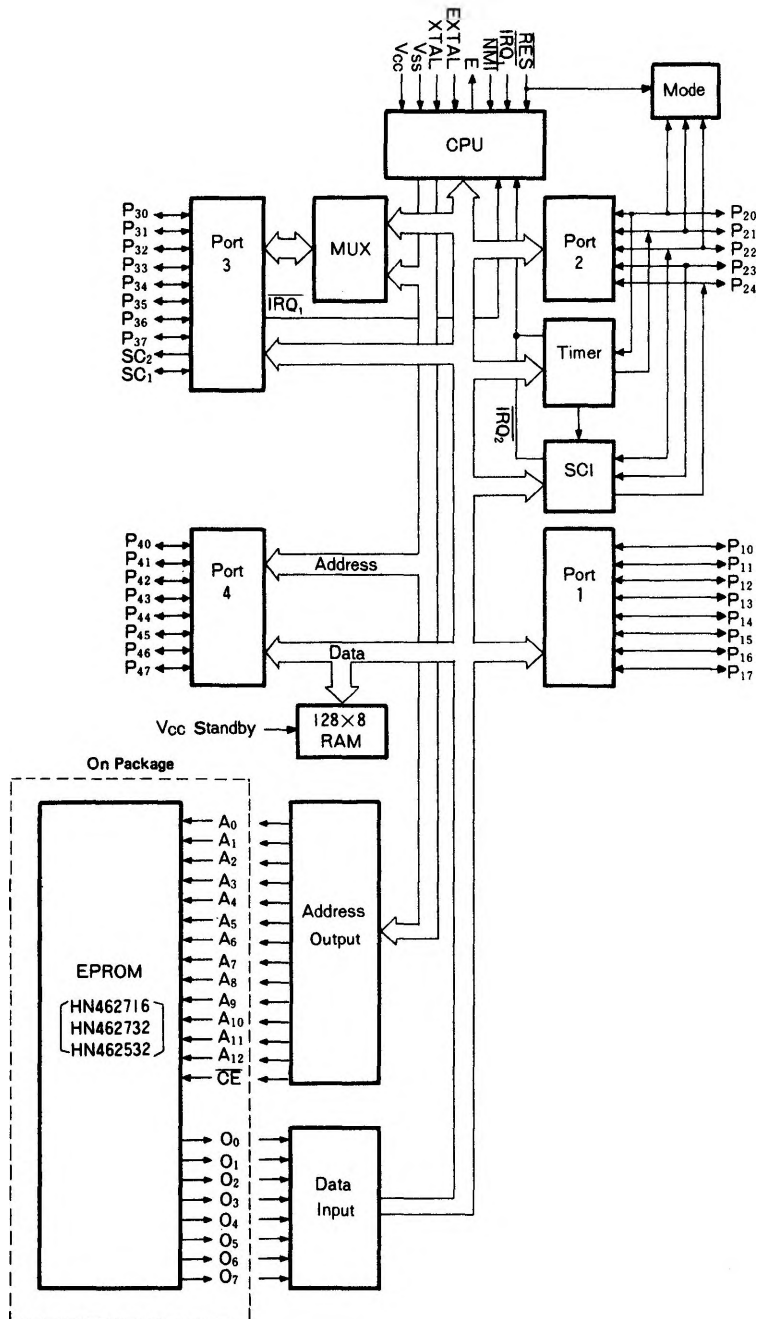 Vcc
Vss
XTAL
EXTAL
E
NMI
IRQ1
RES
Mode
CPU
P30
P31
P32
P33
P34
P35
P36
P37
SC2
SC1
Port
3
MUX
IRQ1
Port
2
P20
P21
P22
P23
P24
Timer
IRQ2
SCI
P40
P41
P42
P43
P44
P45
P46
P47
Port
4
Address
Data
Port
1
P10
P11
P12
P13
P14
P15
P16
P17
Vcc Standby
128×8
RAM
On Package
EPROM
HN462716
HN462732
HN462532
A0
A1
A2
A3
A4
A5
A6
A7
A8
A9
A10
A11
A12
CE
Address
Output
O0
O1
O2
O3
O4
O5
O6
O7
Data
Input